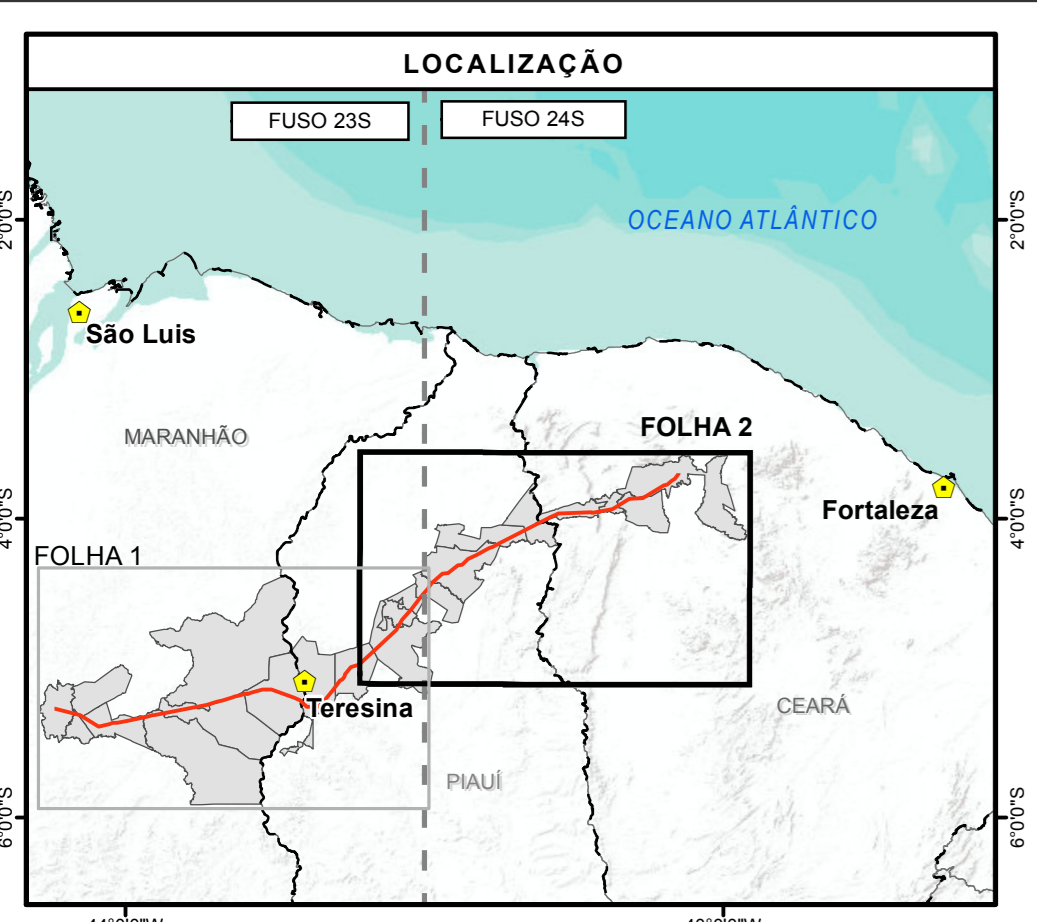 LOCALIZAÇÃO
FUSO 23S
FUSO 24S
2°0'0"S
2°0'0"S
OCEANO ATLÂNTICO
São Luis
MARANHÃO
FOLHA 2
Fortaleza
4°0'0"S
4°0'0"S
FOLHA 1
Teresina
CEARÁ
PIAUÍ
6°0'0"S
6°0'0"S